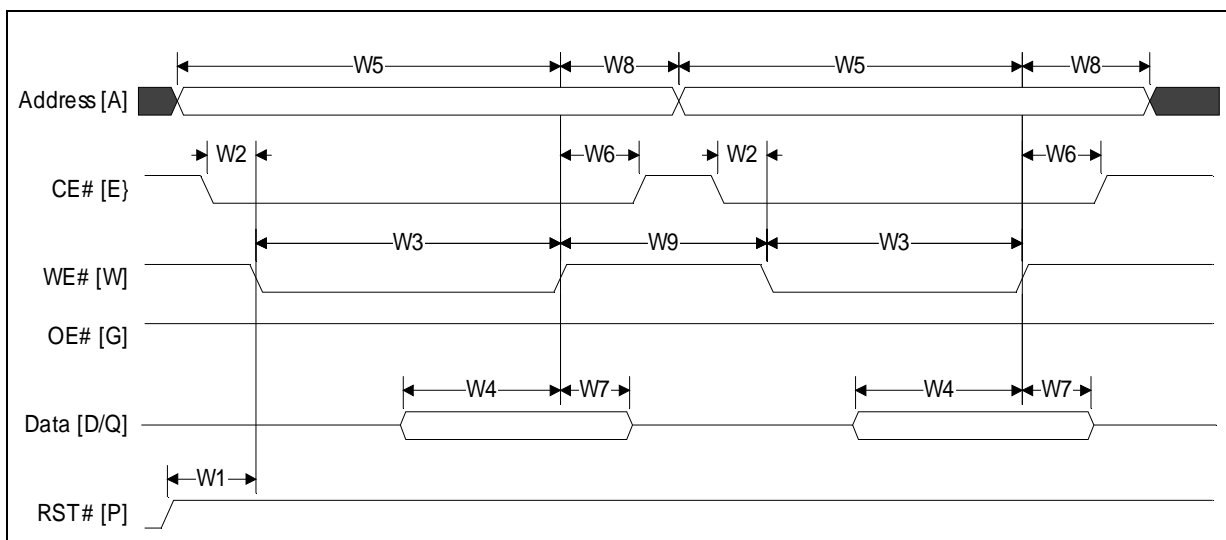 W5 W8 W5 W8
Address [A]
W2 W6 W2 W6
CE# [E}
W3 W9 W3
WE# [W]
OE# [G]
W4 W7 W4 W7
Data [D/Q]
W1
RST# [P]